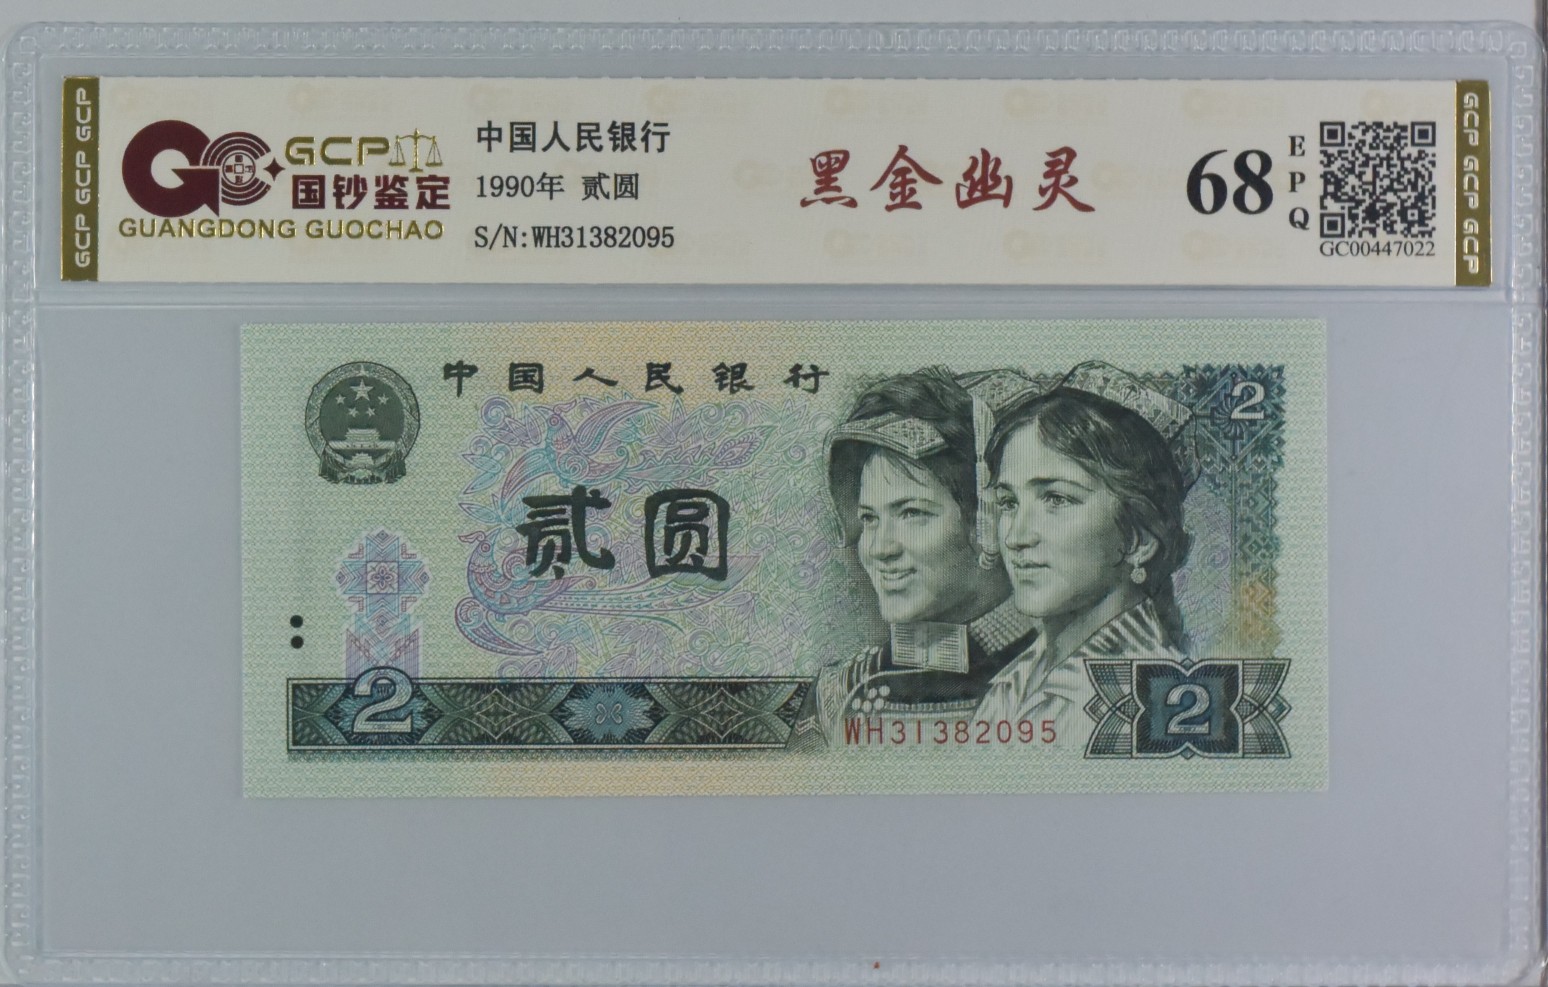 GCP GCP GCP
GCP
国钞鉴定
GUANGDONG GUOCHAO
中国人民银行
1990年 贰圆
S/N:WH31382095
黑金幽灵
68
EPQ
GC00447022
GCP GCP GCP
中国人民银行
2
贰圆
2
WH31382095
2